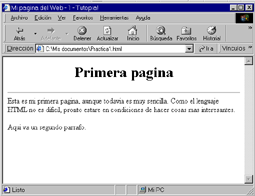 Mi pagina del Web - 1 - Tutopia!
Archivo Edición Ver Favoritos Herramientas Ayuda
Atrás Adelante Detener Actualizar Inicio Búsqueda Favoritos Historial
Dirección C:\Mis documentos\Practica1.html Ir a Vínculos
Primera pagina
Esta es mi primera pagina, aunque todavia es muy sencilla. Como el lenguaje
HTML no es dificil, pronto estare en condiciones de hacer cosas mas interesantes.
Aqui va un segundo parrafo.
Listo Mi PC